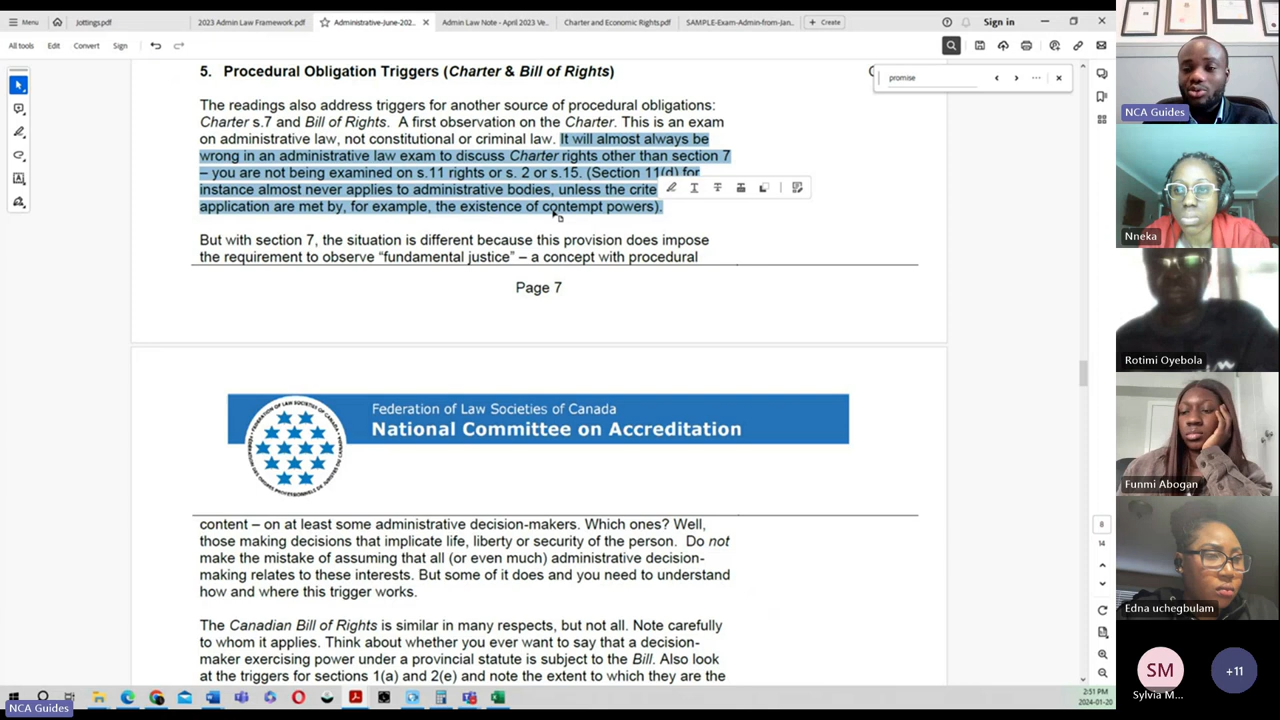 Menu
Jottings.pdf
2023 Admin Law Framework.pdf
Administrative-June-202...
Admin Law Note - April 2023 Ve...
Charter and Economic Rights.pdf
SAMPLE-Exam-Admin-from-Jan...
Create
Sign in
All tools
Edit
Convert
Sign
promise
5. Procedural Obligation Triggers (Charter & Bill of Rights)
The readings also address triggers for another source of procedural obligations:
Charter s.7 and Bill of Rights. A first observation on the Charter. This is an exam
on administrative law, not constitutional or criminal law. It will almost always be
wrong in an administrative law exam to discuss Charter rights other than section 7
– you are not being examined on s.11 rights or s. 2 or s.15. (Section 11(d) for
instance almost never applies to administrative bodies, unless the crite
application are met by, for example, the existence of contempt powers).
But with section 7, the situation is different because this provision does impose
the requirement to observe “fundamental justice” – a concept with procedural
Page 7
Federation of Law Societies of Canada
National Committee on Accreditation
content – on at least some administrative decision-makers. Which ones? Well,
those making decisions that implicate life, liberty or security of the person. Do not
make the mistake of assuming that all (or even much) administrative decision-
making relates to these interests. But some of it does and you need to understand
how and where this trigger works.
The Canadian Bill of Rights is similar in many respects, but not all. Note carefully
to whom it applies. Think about whether you ever want to say that a decision-
maker exercising power under a provincial statute is subject to the Bill. Also look
at the triggers for sections 1(a) and 2(e) and note the extent to which they are the
8
14
2:51 PM
2024-01-20
NCA Guides
NCA Guides
Nneka
Rotimi Oyebola
Funmi Abogan
Edna uchegbulam
SM
Sylvia M...
+11